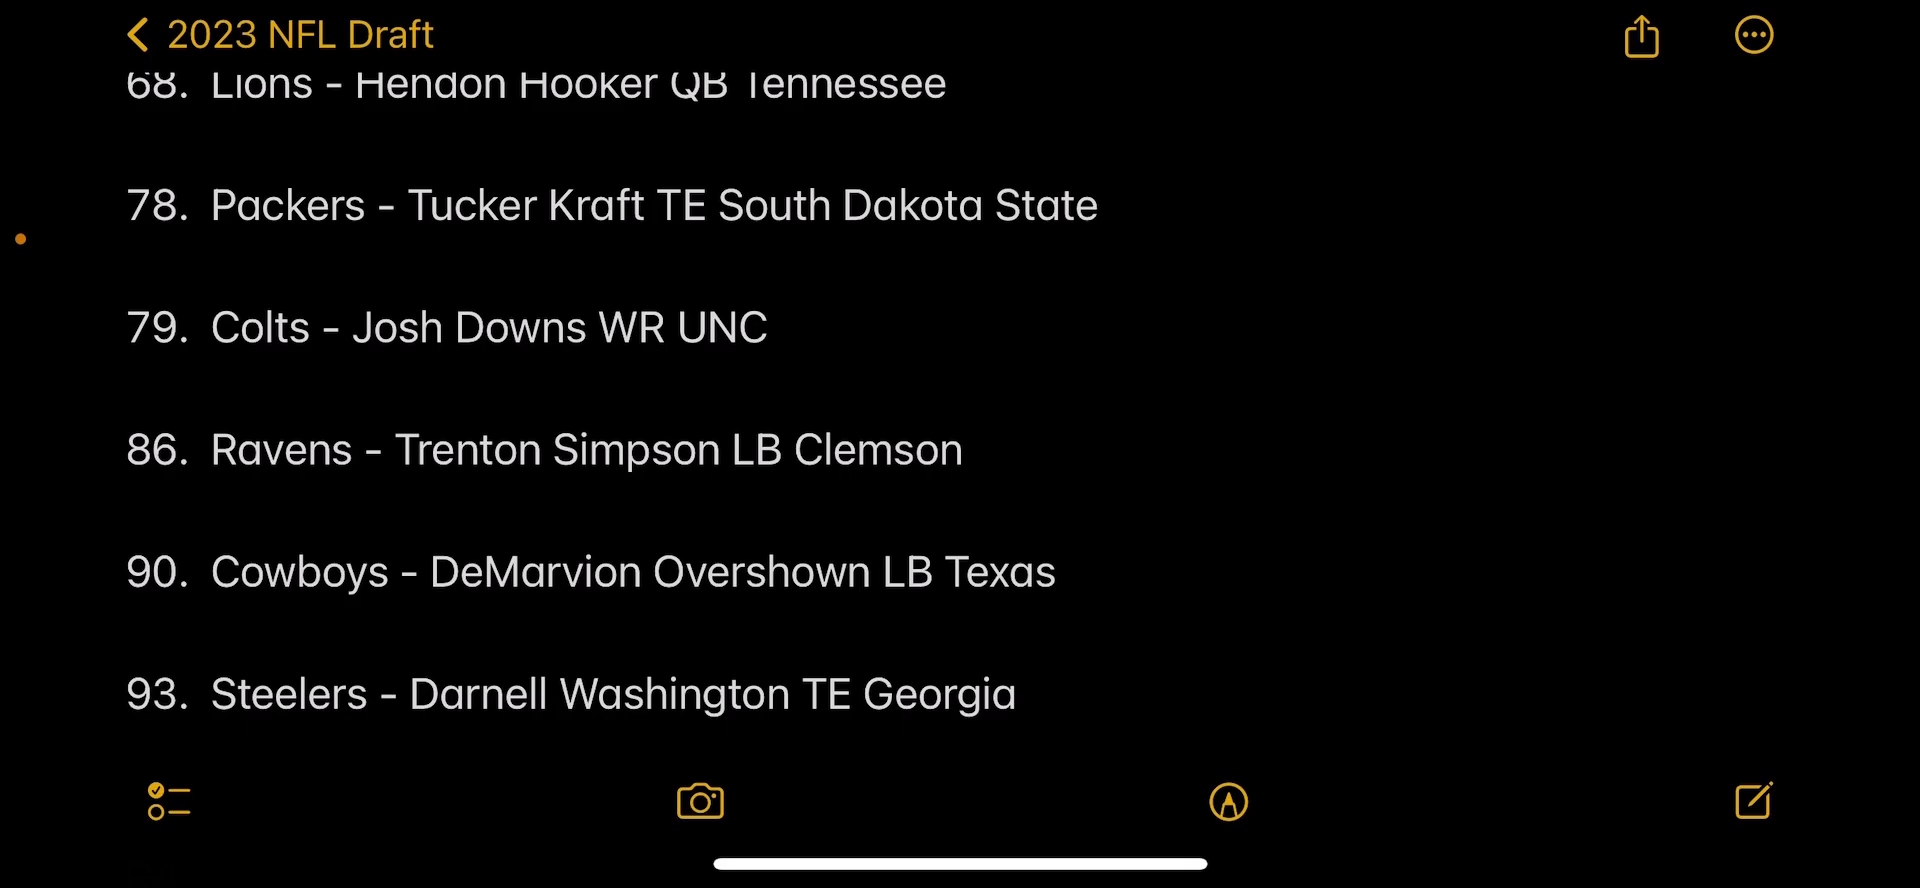 2023 NFL Draft
68. Lions - Hendon Hooker QB Tennessee
78. Packers - Tucker Kraft TE South Dakota State
79. Colts - Josh Downs WR UNC
86. Ravens - Trenton Simpson LB Clemson
90. Cowboys - DeMarvion Overshown LB Texas
93. Steelers - Darnell Washington TE Georgia